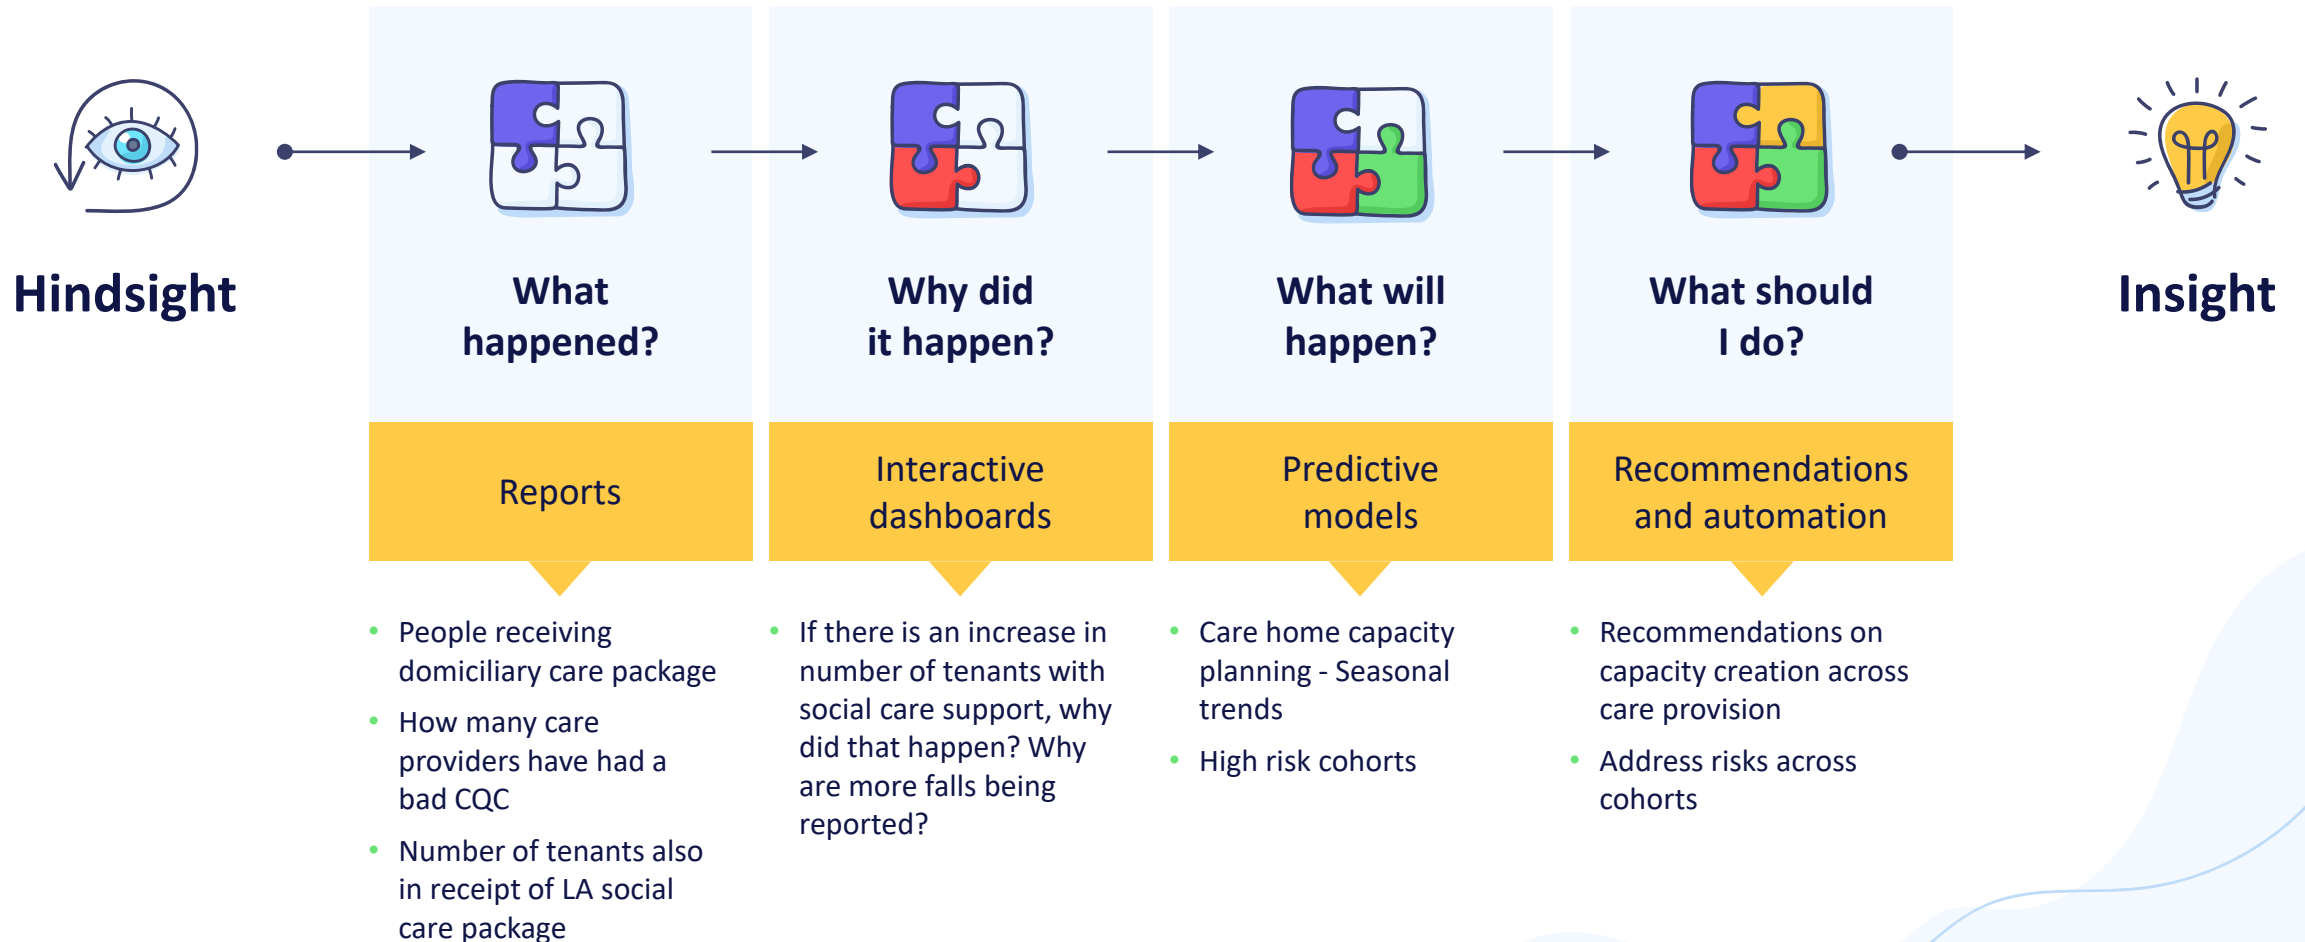 Hindsight
What
happened?
Reports
• People receiving
domiciliary care package
• How many care
providers have had a
bad CQC
• Number of tenants also
in receipt of LA social
care package
Why did
it happen?
Interactive
dashboards
• If there is an increase in
number of tenants with
social care support, why
did that happen? Why
are more falls being
reported?
What will
happen?
Predictive
models
• Care home capacity
planning - Seasonal
trends
• High risk cohorts
What should
I do?
Recommendations
and automation
• Recommendations on
capacity creation across
care provision
• Address risks across
cohorts
Insight